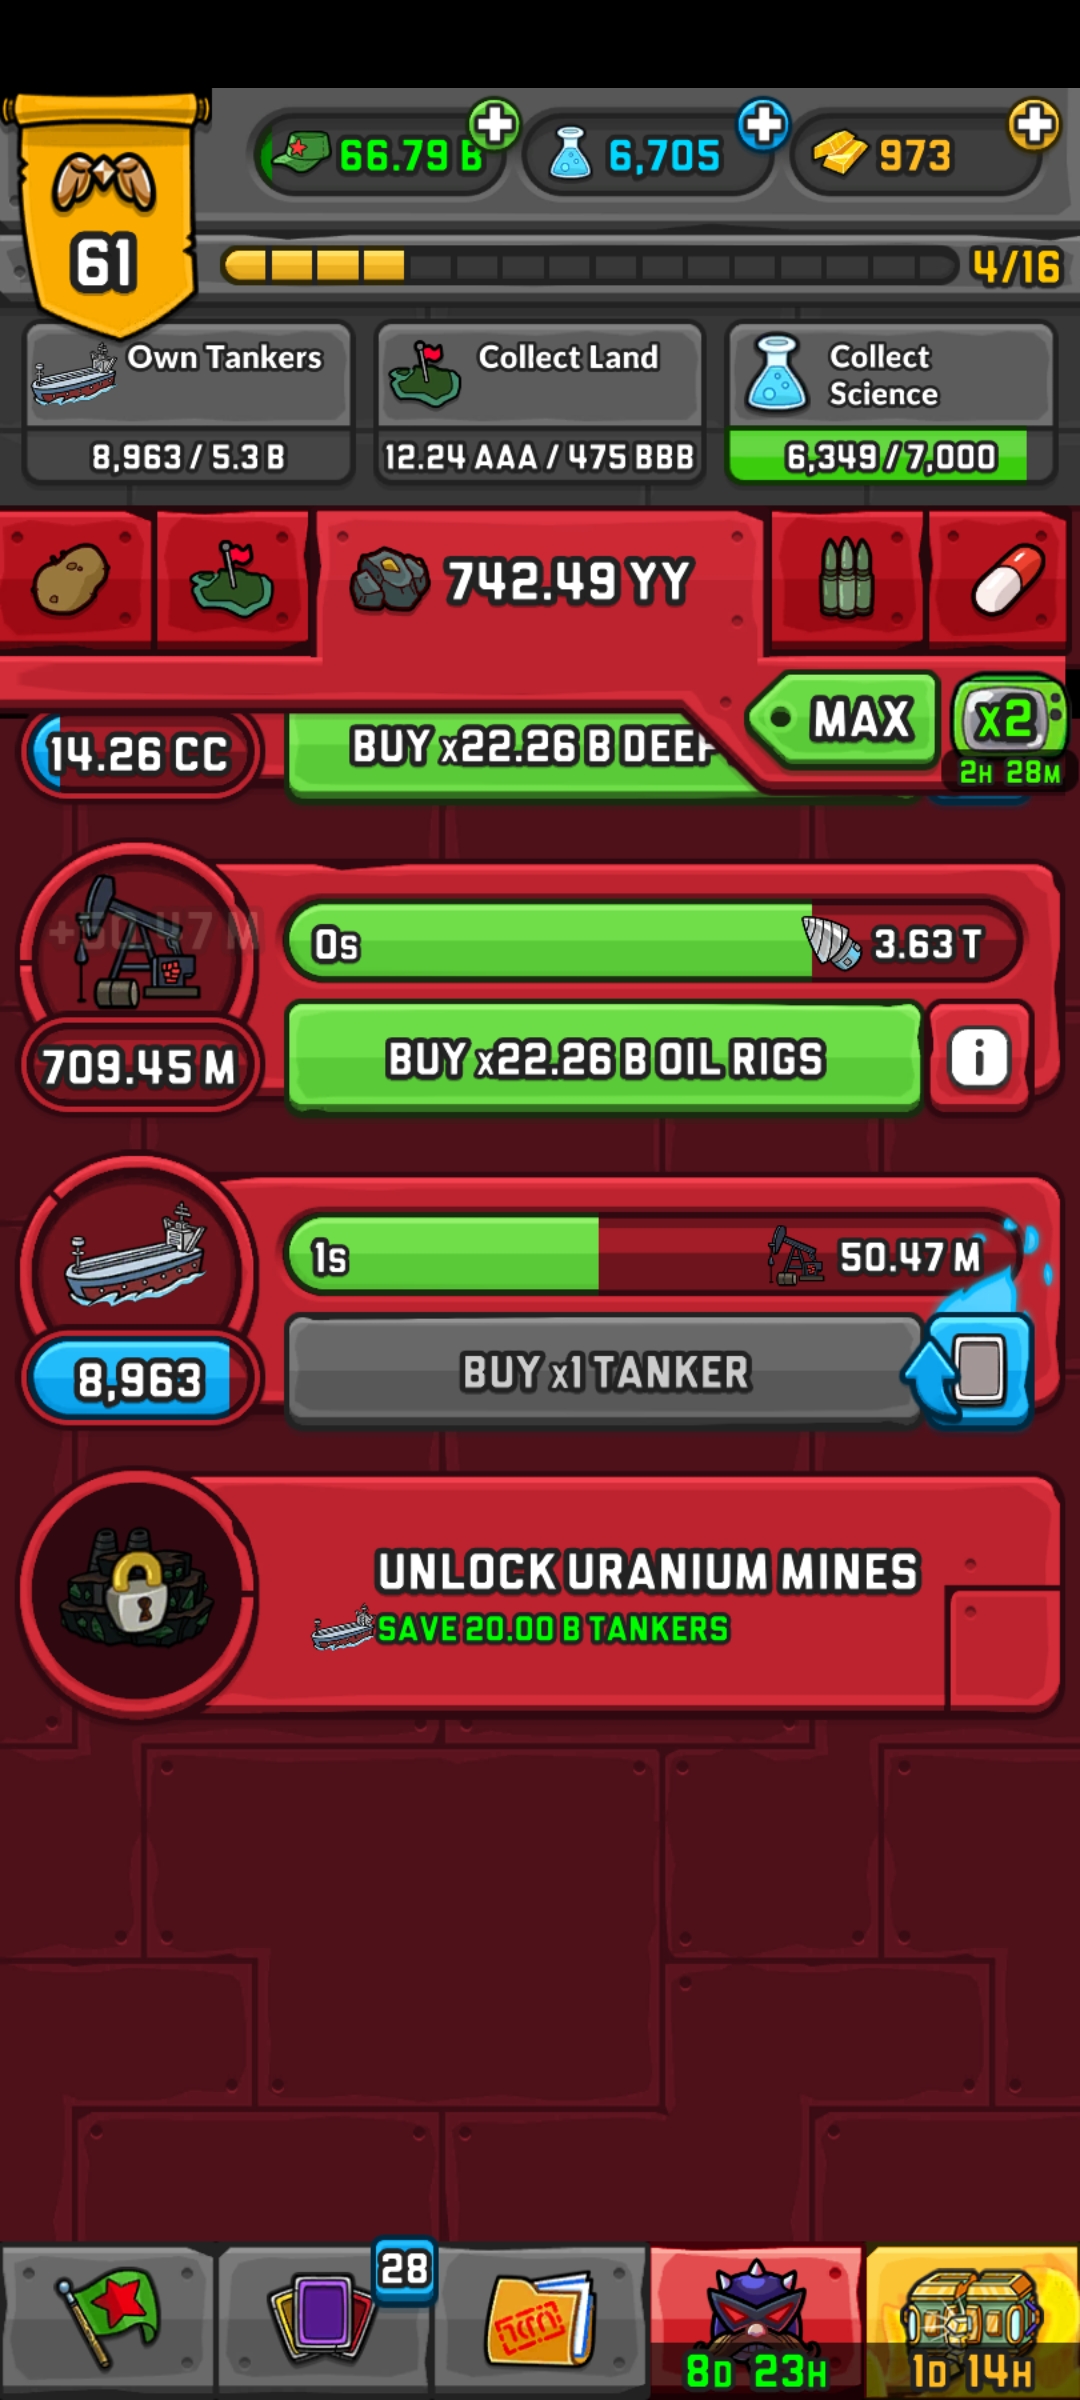 66.79 B
6,705
973
61
4/16
Own Tankers
8,963 / 5.3 B
Collect Land
12.24 AAA / 475 BBB
Collect
Science
6,349 / 7,000
742.49 YY
MAX
x2
2H 28M
14.26 CC
BUY x22.26 B DEEP
+50.47 M
0s
3.63 T
709.45 M
BUY x22.26 B OIL RIGS
i
1s
50.47 M
8,963
BUY x1 TANKER
UNLOCK URANIUM MINES
SAVE 20.00 B TANKERS
28
8D 23H
1D 14H